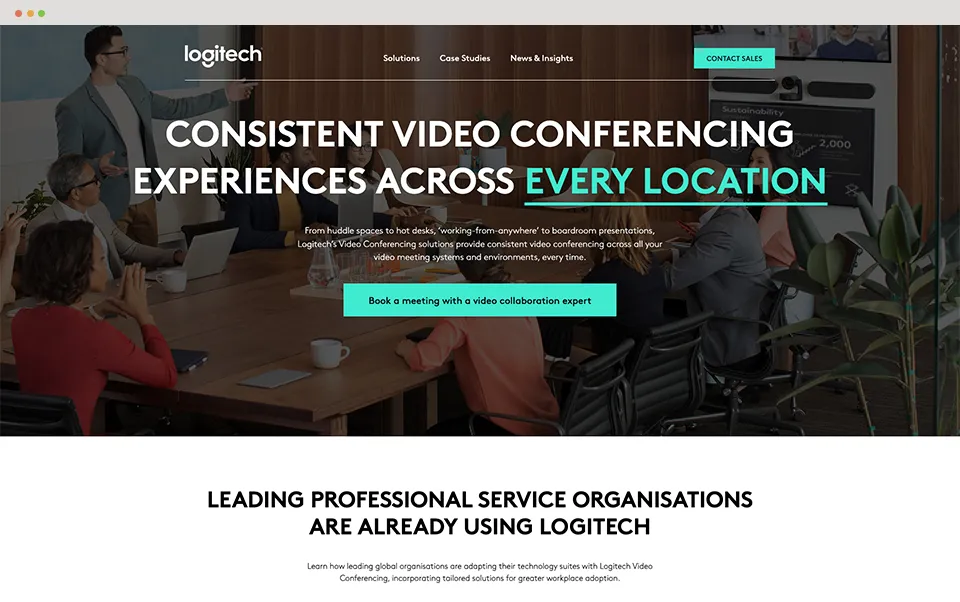 logitech
Solutions
Case Studies
News & Insights
CONTACT SALES
Sustainability
2,000
CONSISTENT VIDEO CONFERENCING
EXPERIENCES ACROSS EVERY LOCATION
From huddle spaces to hot desks, ‘working-from-anywhere’ to boardroom presentations,
Logitech’s Video Conferencing solutions provide consistent video conferencing across all your
video meeting systems and environments, every time.
Book a meeting with a video collaboration expert
LEADING PROFESSIONAL SERVICE ORGANISATIONS
ARE ALREADY USING LOGITECH
Learn how leading global organisations are adapting their technology suites with Logitech Video
Conferencing, incorporating tailored solutions for greater workplace adoption.